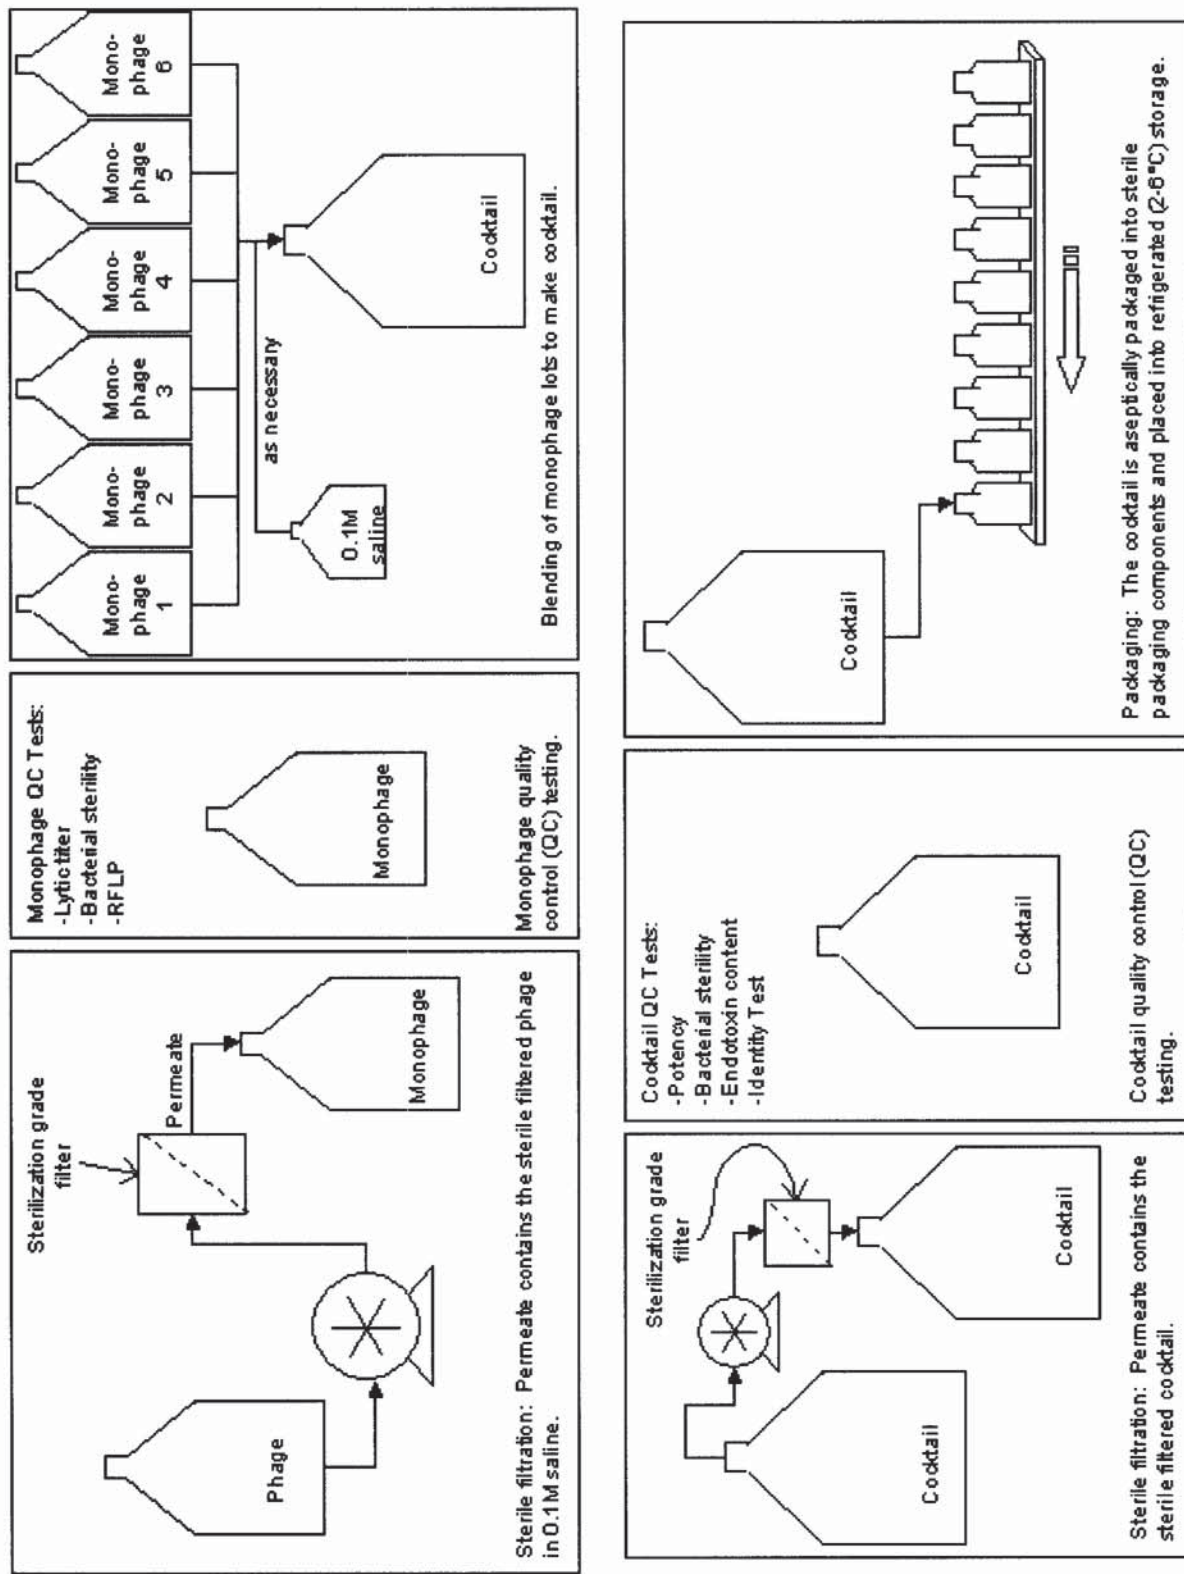 Sterilization grade
filter
Permeate
Phage
Monophage
Sterile filtration: Permeate contains the sterile filtered phage
in 0.1M saline.
Monophage QC Tests:
-Lytic titer
-Bacterial sterility
-RFLP
Monophage
Monophage quality
control (QC) testing.
Mono-
phage
1
Mono-
phage
2
Mono-
phage
3
Mono-
phage
4
Mono-
phage
5
Mono-
phage
6
as necessary
0.1M
saline
Cocktail
Blending of monophage lots to make cocktail.
Sterilization grade
filter
Cocktail
Cocktail
Sterile filtration: Permeate contains the
sterile filtered cocktail.
Cocktail QC Tests:
-Potency
-Bacterial sterility
-Endotoxin content
-Identity Test
Cocktail
Cocktail quality control (QC)
testing.
Cocktail
Packaging: The cocktail is aseptically packaged into sterile
packaging components and placed into refrigerated (2-6°C) storage.